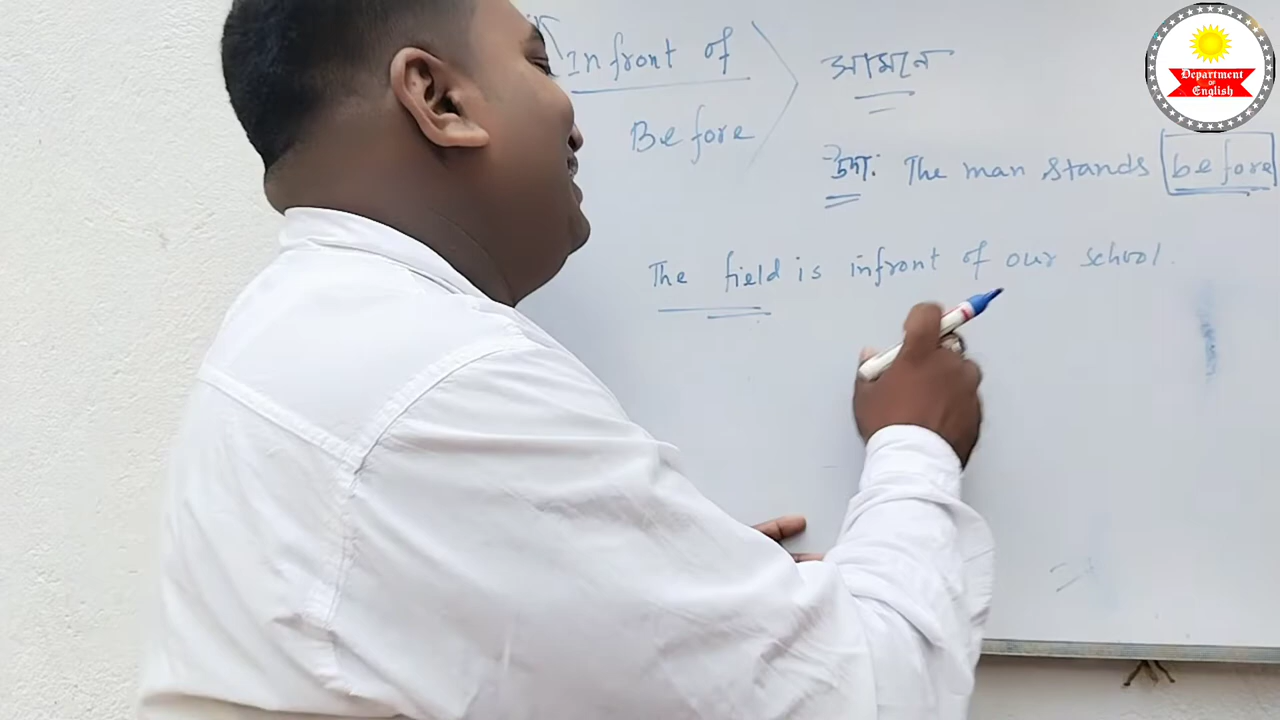 Infront of
Before
সামনে
উদা: The man stands before
The field is infront of our school.
Department
OF
English